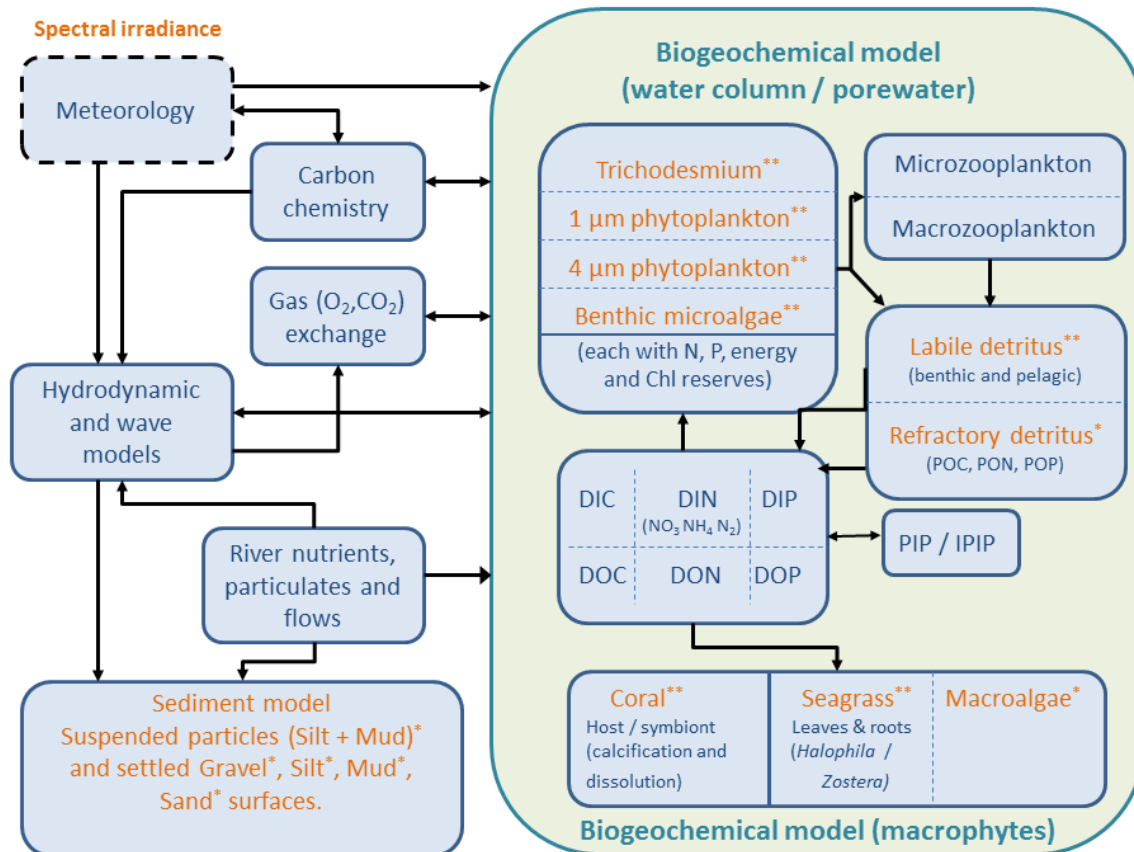 Spectral irradiance
Meteorology
Carbon
chemistry
Gas (O₂,CO₂)
exchange
Hydrodynamic
and wave
models
River nutrients,
particulates and
flows
Sediment model
Suspended particles (Silt + Mud)*
and settled Gravel*, Silt*, Mud*,
Sand* surfaces.
Biogeochemical model
(water column / porewater)
Trichodesmium**
1 μm phytoplankton**
4 μm phytoplankton**
Benthic microalgae**
(each with N, P, energy
and Chl reserves)
Microzooplankton
Macrozooplankton
Labile detritus**
(benthic and pelagic)
Refractory detritus*
(POC, PON, POP)
DIC DIN DIP
(NO₃ NH₄ N₂)
DOC DON DOP
PIP / IPIP
Coral**
Host / symbiont
(calcification and
dissolution)
Seagrass**
Leaves & roots
(Halophila /
Zostera)
Macroalgae*
Biogeochemical model (macrophytes)